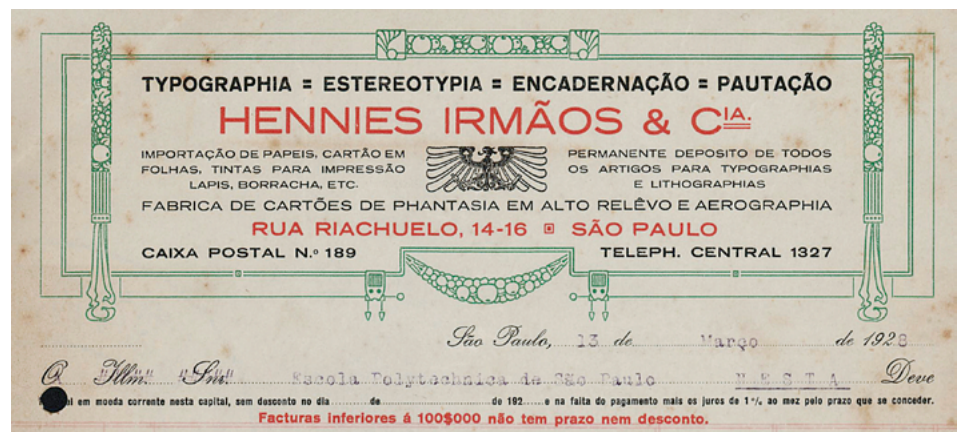 TYPOGRAPHIA = ESTEREOTYPIA = ENCADERNAÇÃO = PAUTAÇÃO
HENNIES IRMÃOS & CIA.
IMPORTAÇÃO DE PAPEIS, CARTÃO EM
FOLHAS, TINTAS PARA IMPRESSÃO
LAPIS, BORRACHA, ETC.
PERMANENTE DEPOSITO DE TODOS
OS ARTIGOS PARA TYPOGRAPHIAS
E LITHOGRAPHIAS
FABRICA DE CARTÕES DE PHANTASIA EM ALTO RELÊVO E AEROGRAPHIA
RUA RIACHUELO, 14-16 SÃO PAULO
CAIXA POSTAL N.º 189 TELEPH. CENTRAL 1327
São Paulo, 13 de Março de 1928
O Illm. Snr. Escola Polytechnica de São Paulo N E S T A Deve
el em moeda corrente nesta capital, sem desconto no dia de de 192 e na falta do pagamento mais os juros de 1% ao mez pelo prazo que se conceder.
Facturas inferiores á 100$000 não tem prazo nem desconto.